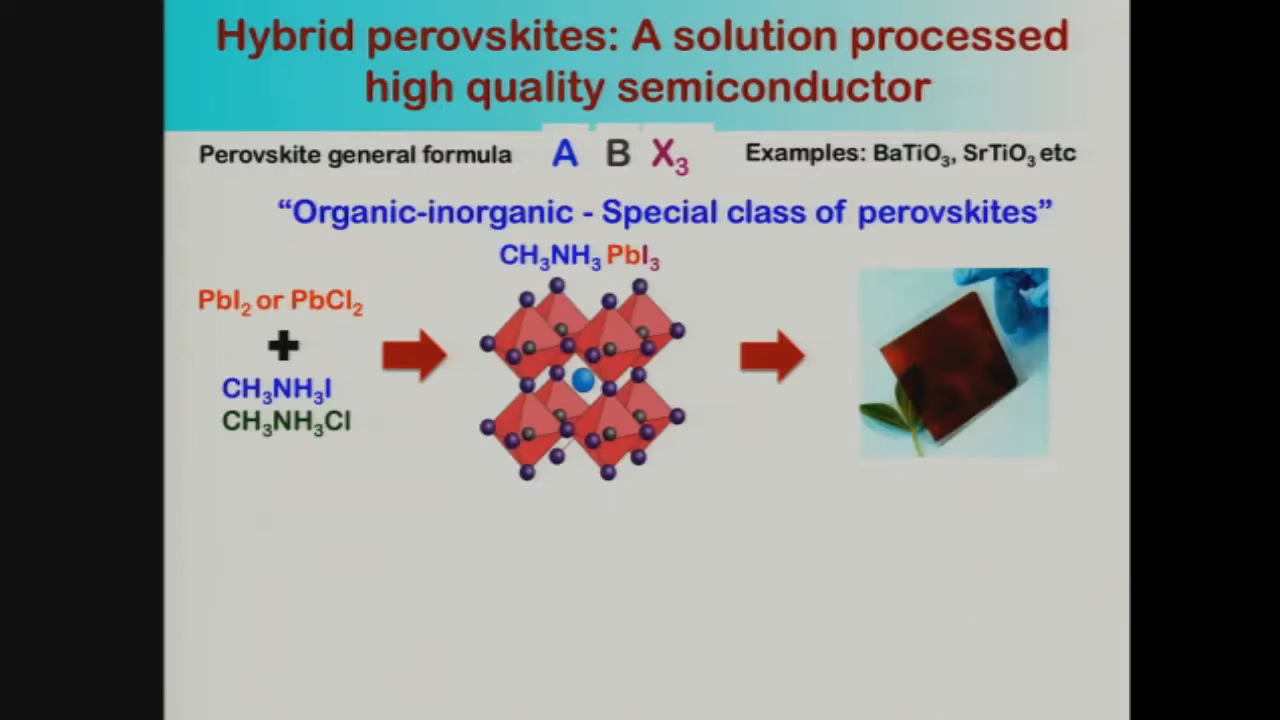 Hybrid perovskites: A solution processed
high quality semiconductor
Perovskite general formula A B X₃ Examples: BaTiO₃, SrTiO₃ etc
“Organic-inorganic - Special class of perovskites”
CH₃NH₃ PbI₃
PbI₂ or PbCl₂
+
CH₃NH₃I
CH₃NH₃Cl